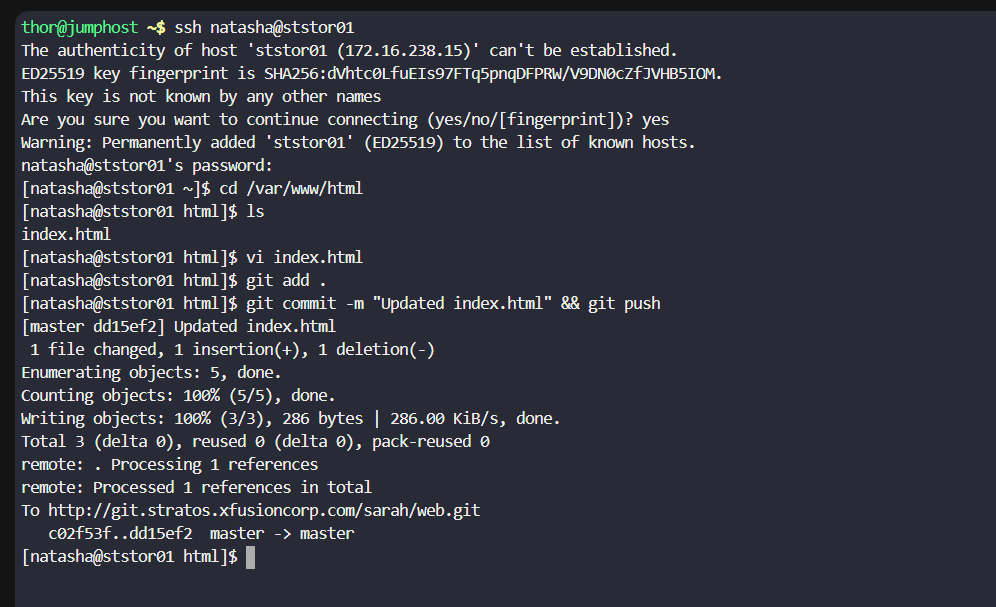 thor@jumphost ~$ ssh natasha@ststor01
The authenticity of host 'ststor01 (172.16.238.15)' can't be established.
ED25519 key fingerprint is SHA256:dVhtc0LfuEIs97FTq5pnqDFPRW/V9DN0cZfJVHB5IOM.
This key is not known by any other names
Are you sure you want to continue connecting (yes/no/[fingerprint])? yes
Warning: Permanently added 'ststor01' (ED25519) to the list of known hosts.
natasha@ststor01's password:
[natasha@ststor01 ~]$ cd /var/www/html
[natasha@ststor01 html]$ ls
index.html
[natasha@ststor01 html]$ vi index.html
[natasha@ststor01 html]$ git add .
[natasha@ststor01 html]$ git commit -m "Updated index.html" && git push
[master dd15ef2] Updated index.html
 1 file changed, 1 insertion(+), 1 deletion(-)
Enumerating objects: 5, done.
Counting objects: 100% (5/5), done.
Writing objects: 100% (3/3), 286 bytes | 286.00 KiB/s, done.
Total 3 (delta 0), reused 0 (delta 0), pack-reused 0
remote: . Processing 1 references
remote: Processed 1 references in total
To http://git.stratos.xfusioncorp.com/sarah/web.git
   c02f53f..dd15ef2  master -> master
[natasha@ststor01 html]$